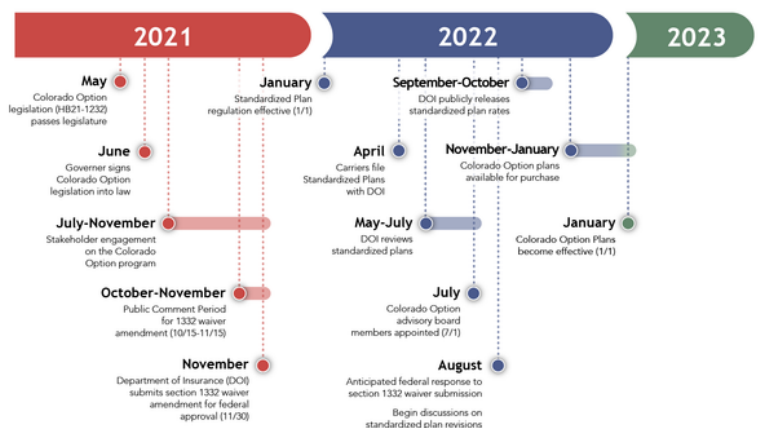 2021
2022
2023
May
Colorado Option
legislation (HB21-1232)
passes legislature
June
Governer signs
Colorado Option
legislation into law
July-November
Stakeholder engagement
on the Colorado
Option program
October-November
Public Comment Period
for 1332 waiver
amendment (10/15-11/15)
November
Department of Insurance (DOI)
submits section 1332 waiver
amendment for federal
approval (11/30)
January
Standardized Plan
regulation effective (1/1)
April
Carriers file
Standardized Plans
with DOI
May-July
DOI reviews
standardized plans
July
Colorado Option
advisory board
members appointed (7/1)
August
Anticipated federal response to
section 1332 waiver submission
Begin discussions on
standardized plan revisions
September-October
DOI publicly releases
standardized plan rates
November-January
Colorado Option plans
available for purchase
January
Colorado Option Plans
become effective (1/1)